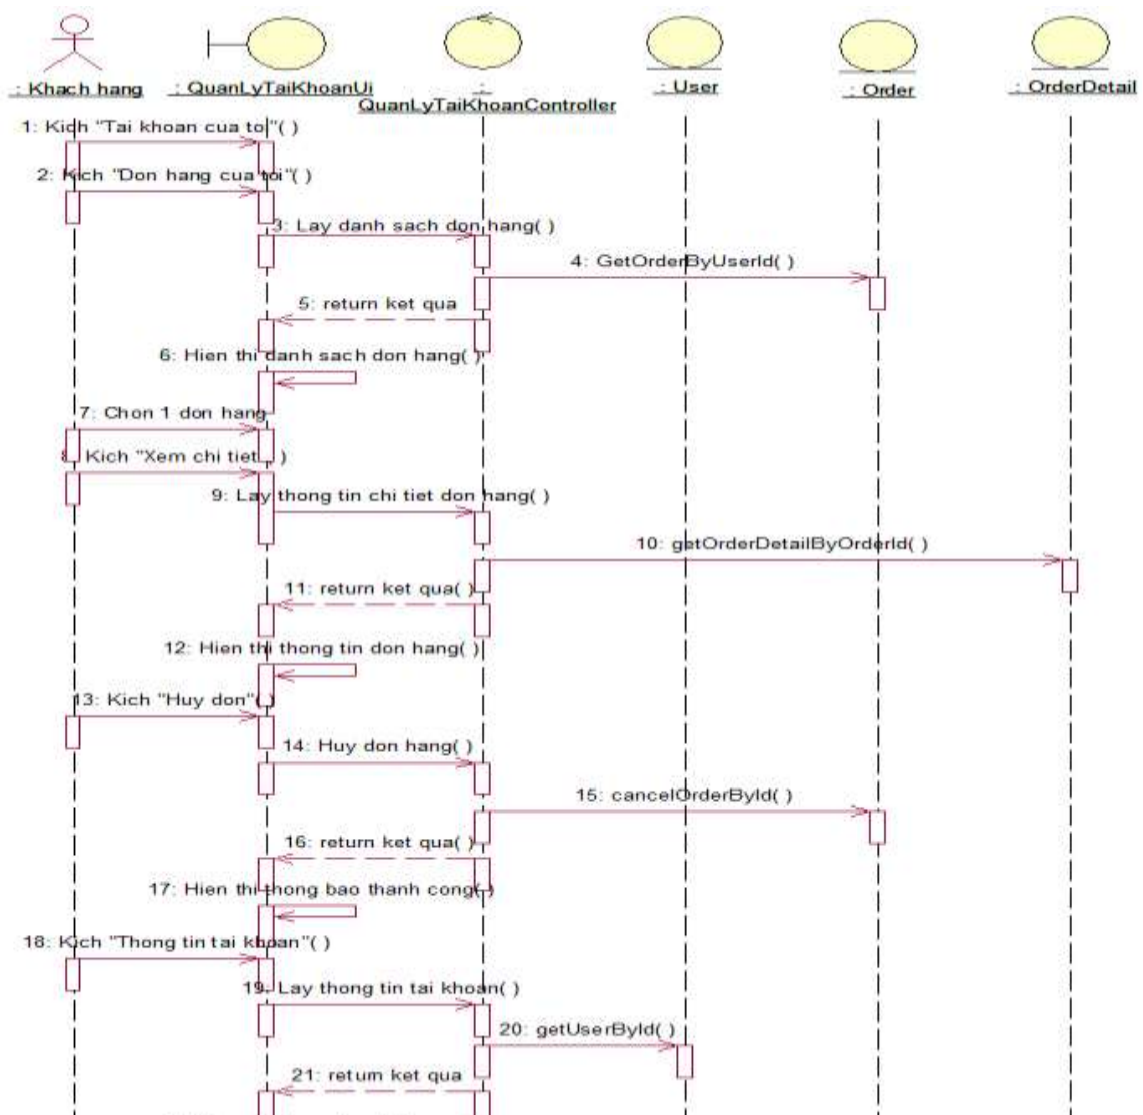 : Khach hang
: QuanLyTaiKhoanUi
:
QuanLyTaiKhoanController
: User
: Order
: OrderDetail
1: Kich "Tai khoan cua toi"( )
2: Kich "Don hang cua toi"( )
3: Lay danh sach don hang( )
4: GetOrderByUserId( )
5: return ket qua
6: Hien thi danh sach don hang( )
7: Chon 1 don hang
8: Kich "Xem chi tiet"( )
9: Lay thong tin chi tiet don hang( )
10: getOrderDetailByOrderId( )
11: return ket qua( )
12: Hien thi thong tin don hang( )
13: Kich "Huy don"( )
14: Huy don hang( )
15: cancelOrderById( )
16: return ket qua( )
17: Hien thi thong bao thanh cong( )
18: Kich "Thong tin tai khoan"( )
19: Lay thong tin tai khoan( )
20: getUserById( )
21: return ket qua